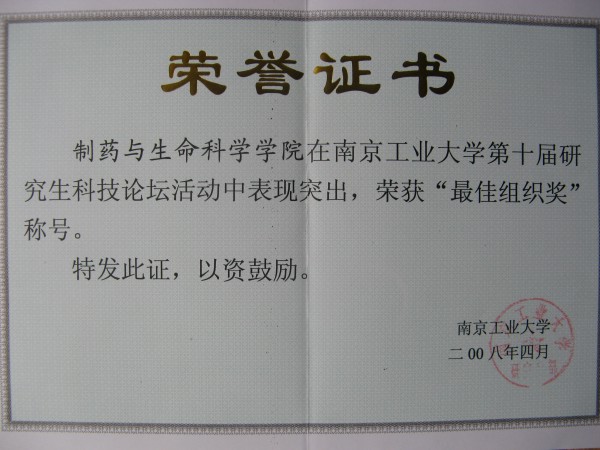 荣誉证书
制药与生命科学学院在南京工业大学第十届研
究生科技论坛活动中表现突出，荣获“最佳组织奖”
称号。
特发此证，以资鼓励。
南京工业大学
二00八年四月